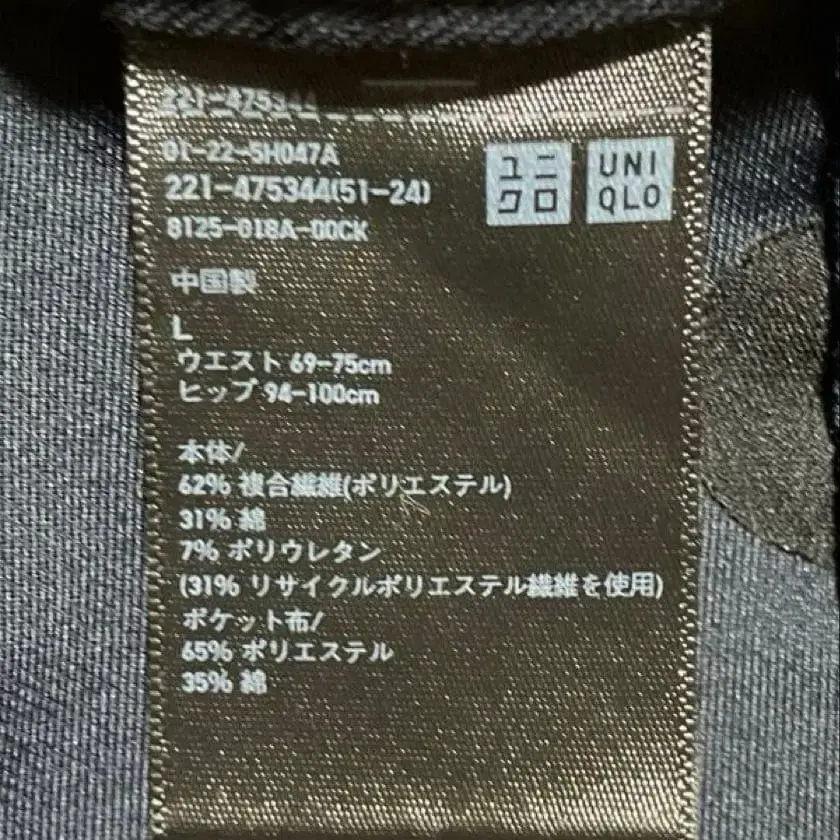 221-475344
01-22-SH047A
221-475344(51-24)
8125-018A-00CK
ユニ
クロ
UNI
QLO
中国製
L
ウエスト 69-75cm
ヒップ 94-100cm
本体/
62% 複合繊維(ポリエステル)
31% 綿
7% ポリウレタン
(31% リサイクルポリエステル繊維を使用)
ポケット布/
65% ポリエステル
35% 綿